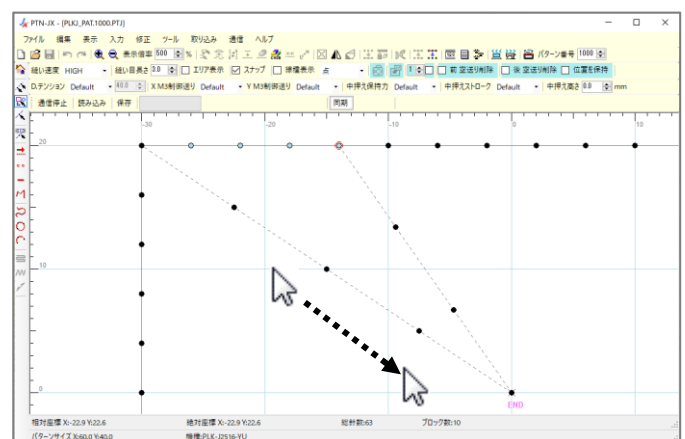 PTN-JX - [PLKJ_PAT.1000.PTJ]
ファイル 編集 表示 入力 修正 ツール 取り込み 通信 ヘルプ
表示倍率 500 % パターン番号 1000
縫い速度 HIGH 縫い目長さ 3.0 エリア表示 スナップ 機種表示 点 1 前 空送り削除 後 空送り削除 位置を保持
D.テンション Default 40.0 X M3制御送り Default Y M3制御送り Default 中押え保持力 Default 中押えストローク Default 中押え高さ 0.0 mm
通信停止 読み込み 保存 同期
-30 -20 -10 0 10
20
10
0
END
相対座標 X:-22.9 Y:22.6 絶対座標 X:-22.9 Y:22.6 総針数:63 ブロック数:10
パターンサイズ X:60.0 Y:40.0 機種:PLK-J2516-YU